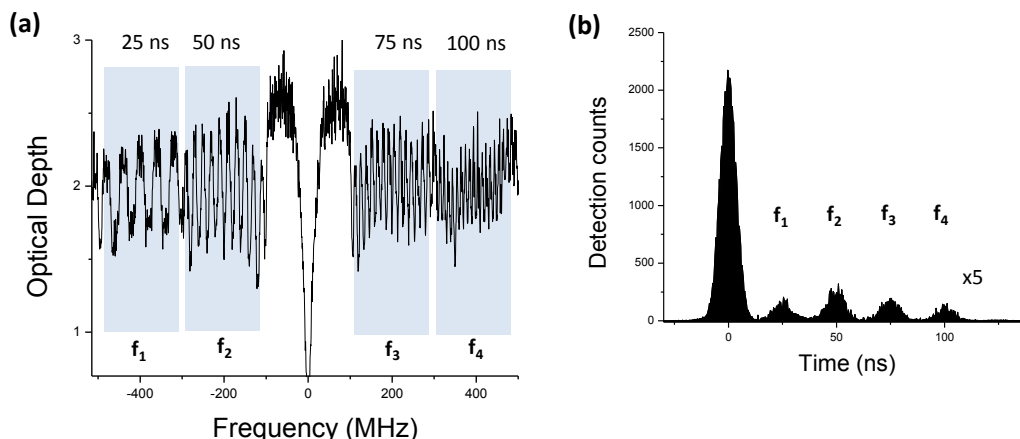 (a)
25 ns 50 ns 75 ns 100 ns
3
2
1
Optical Depth
f1 f2 f3 f4
-400 -200 0 200 400
Frequency (MHz)
(b)
2500
2000
1500
1000
500
0
Detection counts
f1 f2 f3 f4
x5
0 50 100
Time (ns)